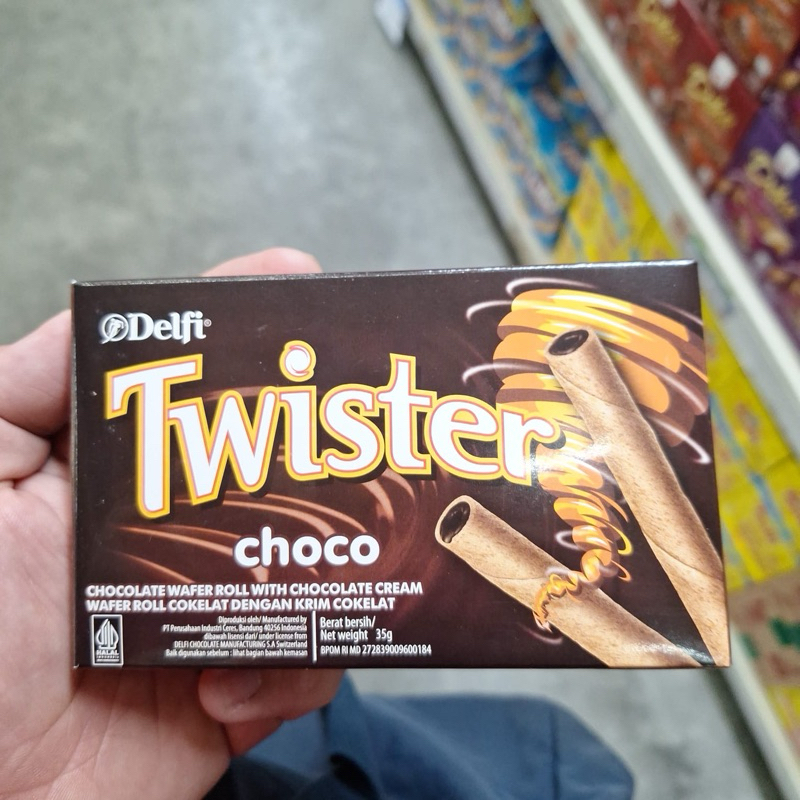 Delfi®
Twister
choco
CHOCOLATE WAFER ROLL WITH CHOCOLATE CREAM
WAFER ROLL COKELAT DENGAN KRIM COKELAT
HALAL
INDONESIA
Diproduksi oleh/ Manufactured by
PT Perusahaan Industri Ceres, Bandung 40256 Indonesia
dibawah lisensi dari/ under license from
DELFI CHOCOLATE MANUFACTURING S.A Switzerland
Baik digunakan sebelum : lihat bagian bawah kemasan
Berat bersih/
Net weight 35g
BPOM RI MD 272839009600184